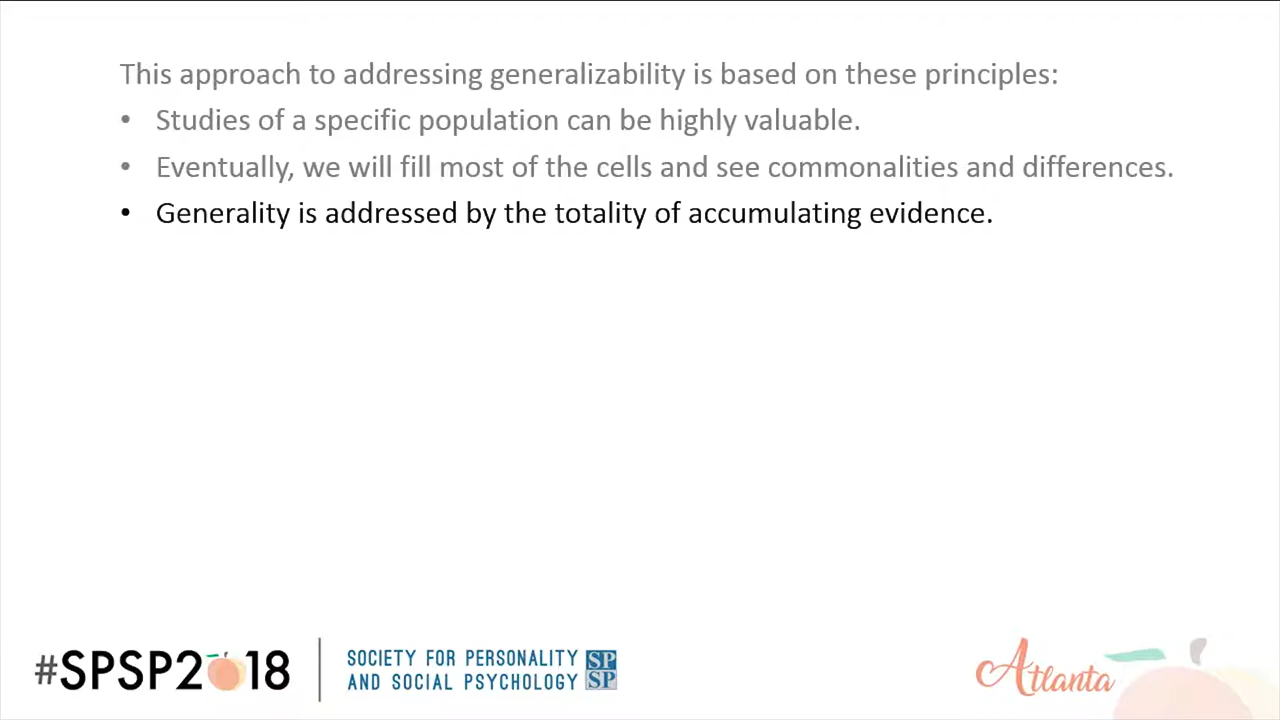 This approach to addressing generalizability is based on these principles:
• Studies of a specific population can be highly valuable.
• Eventually, we will fill most of the cells and see commonalities and differences.
• Generality is addressed by the totality of accumulating evidence.
#SPSP2018
SOCIETY FOR PERSONALITY
AND SOCIAL PSYCHOLOGY
SP
SP
Atlanta